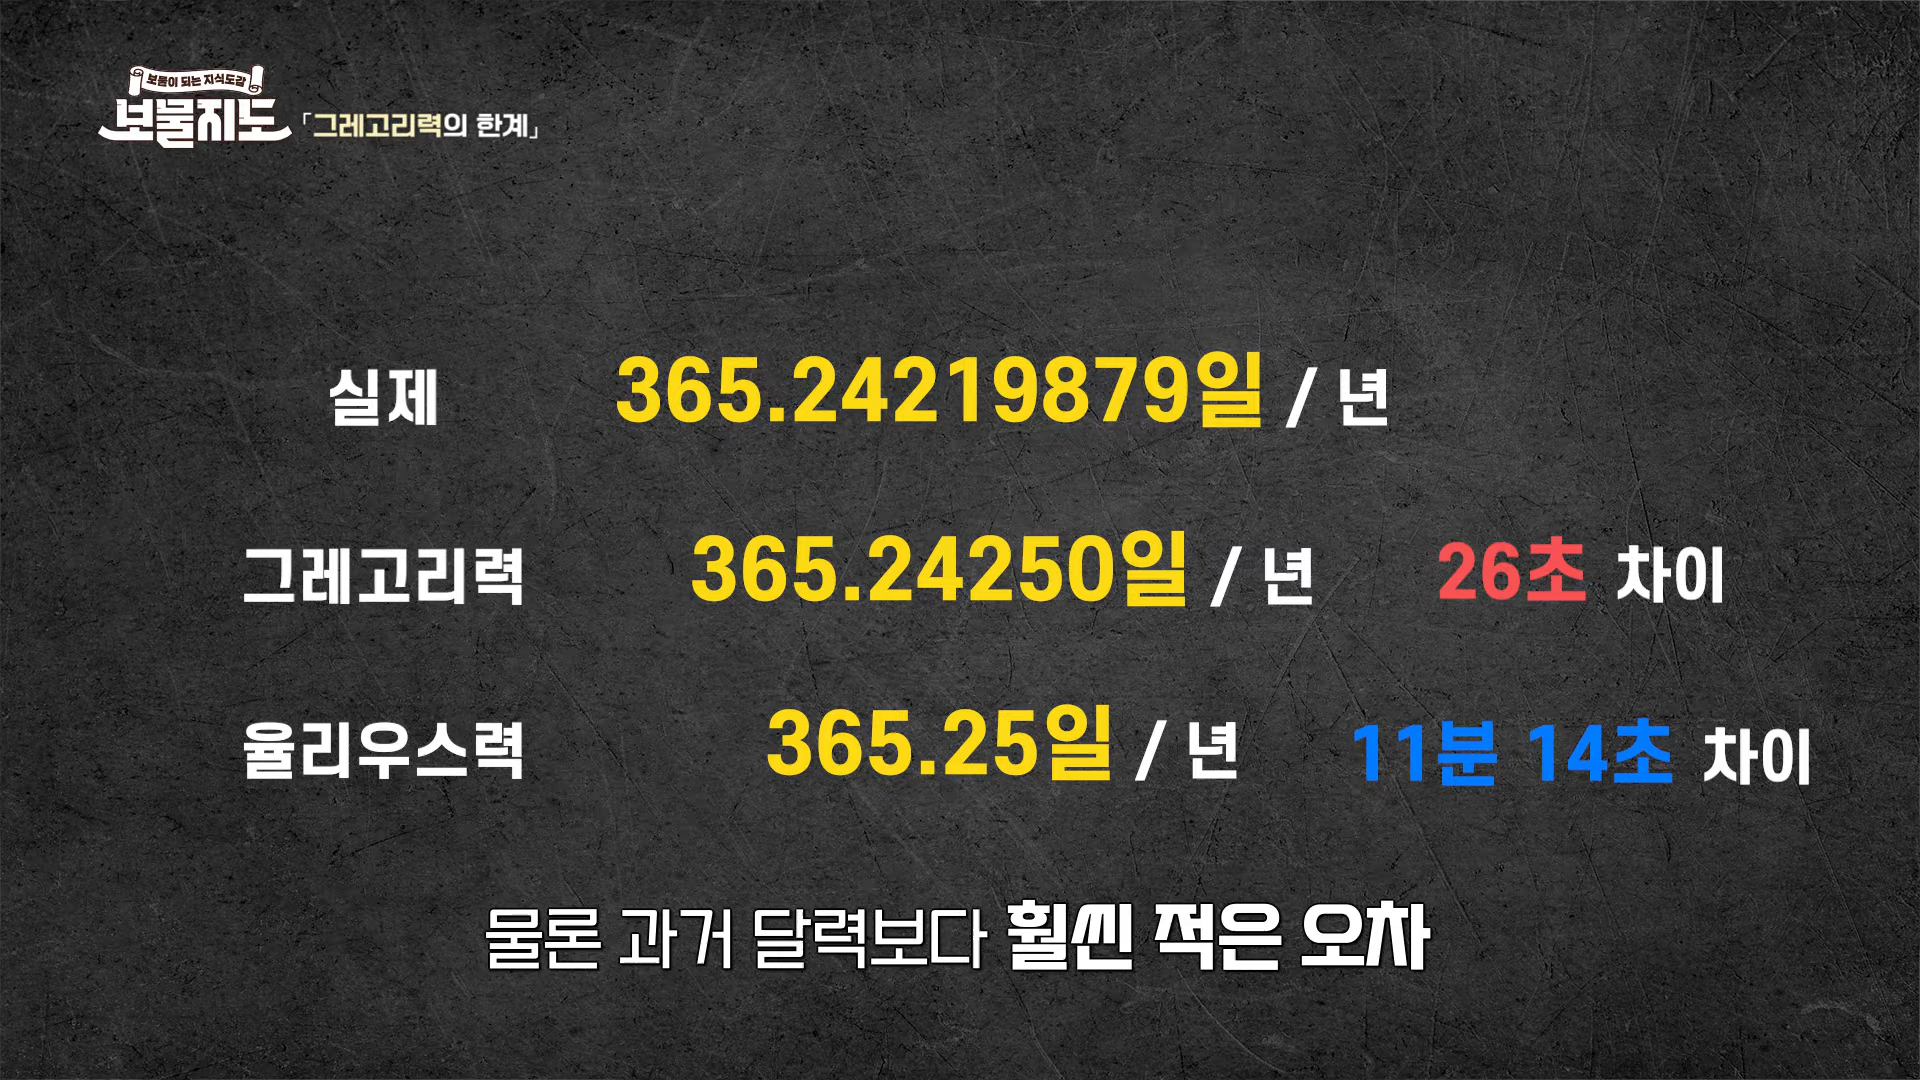 보물이 되는 지식도감
보물지도 「그레고리력의 한계」
실제 365.24219879일 / 년
그레고리력 365.24250일 / 년 26초 차이
율리우스력 365.25일 / 년 11분 14초 차이
물론 과거 달력보다 훨씬 적은 오차